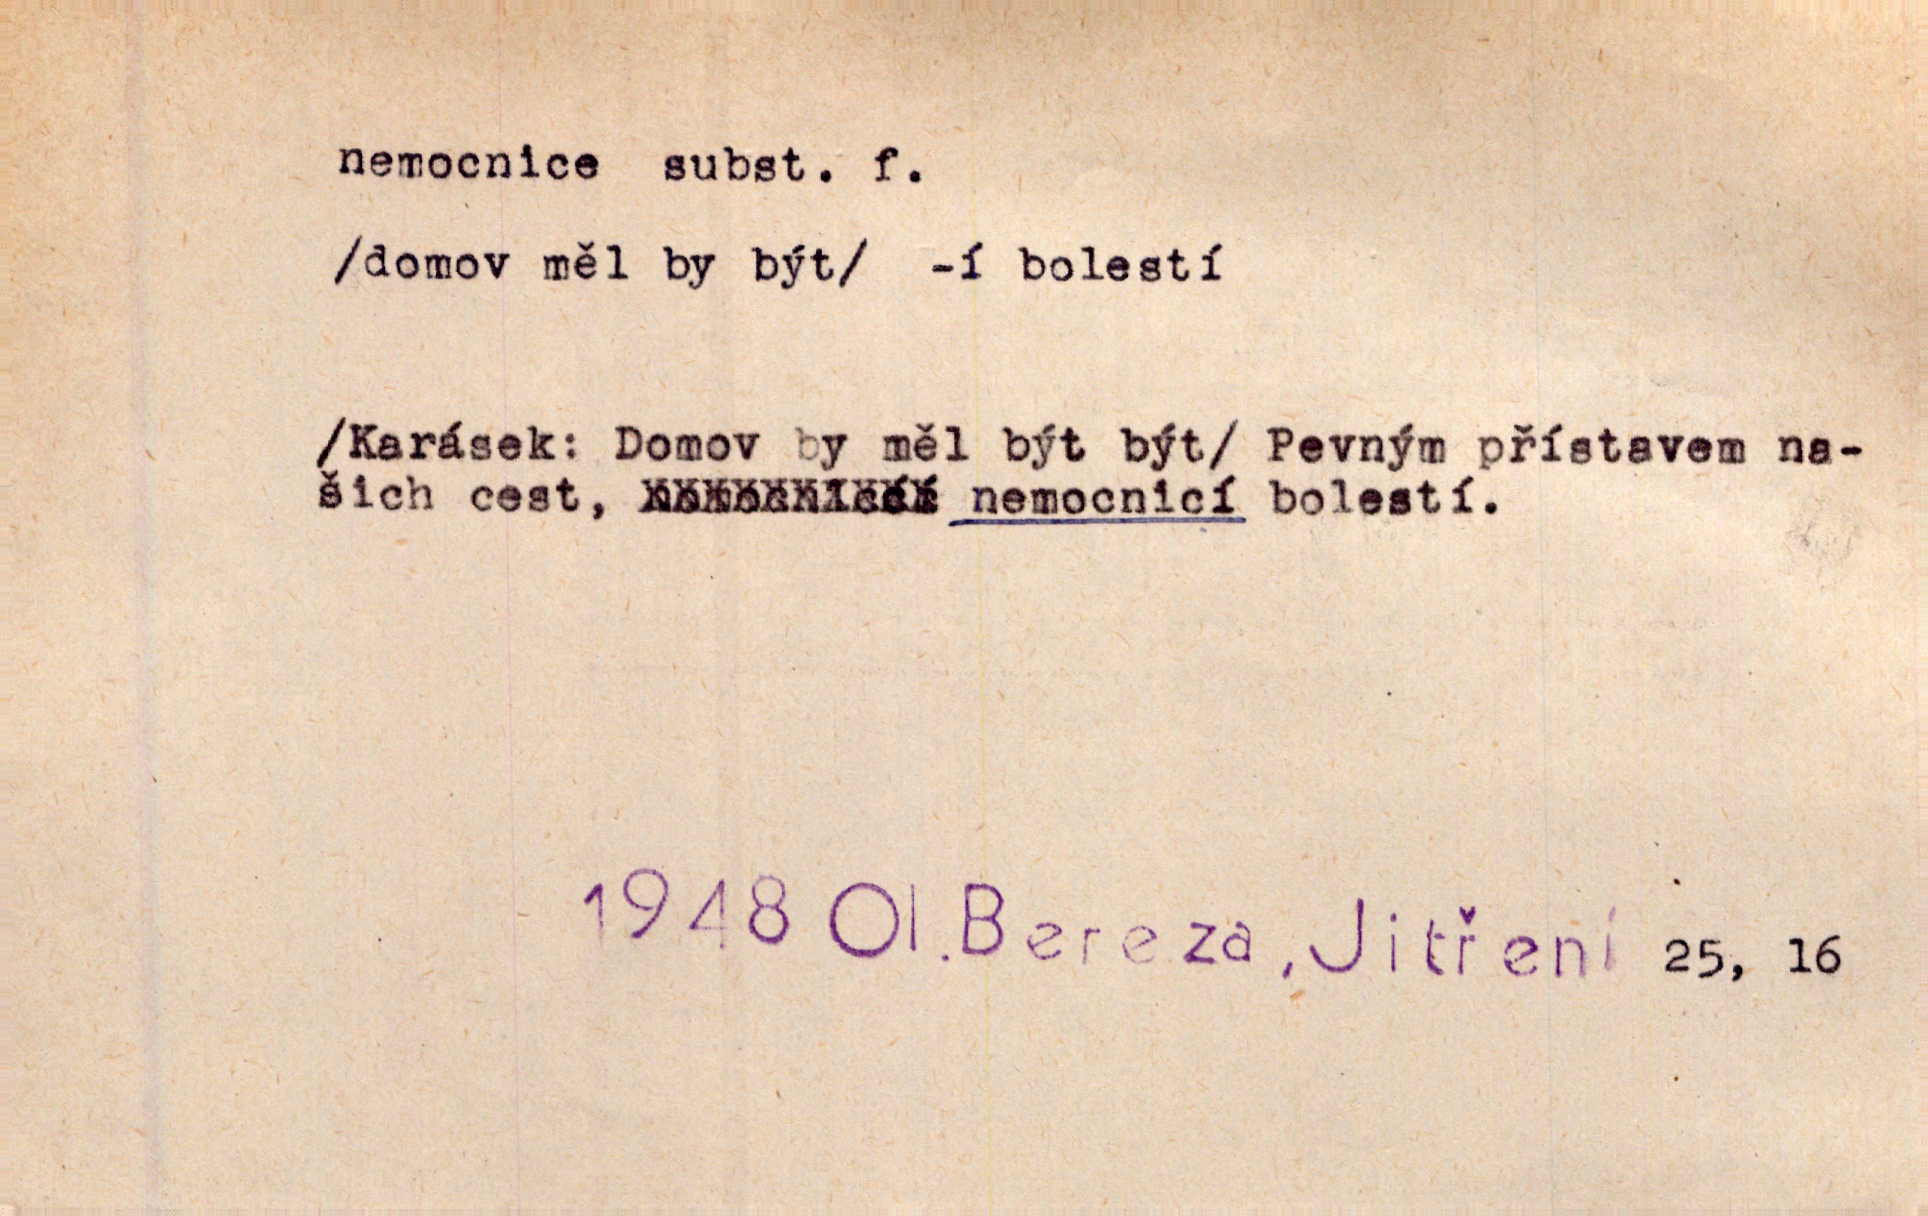 nemocnice subst. f.
/domov měl by být/ -í bolestí
/Karásek: Domov by měl být být/ Pevným přístavem na-
šich cest, nemocnicí bolestí.
1948 Ol. Bereza, Jitření 25, 16